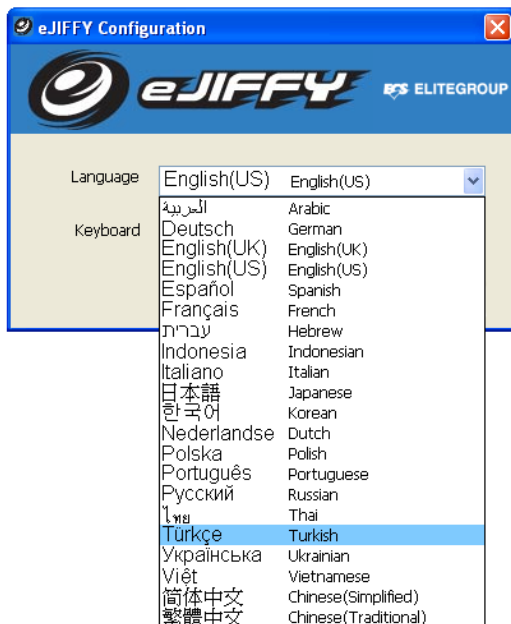 eJIFFY Configuration
eJIFFY ECS ELITEGROUP
Language English(US) English(US)
العربية Arabic
Keyboard Deutsch German
English(UK) English(UK)
English(US) English(US)
Español Spanish
Français French
עברית Hebrew
Indonesia Indonesian
Italiano Italian
日本語 Japanese
한국어 Korean
Nederlandse Dutch
Polska Polish
Português Portuguese
Русский Russian
ไทย Thai
Türkçe Turkish
Українська Ukrainian
Việt Vietnamese
简体中文 Chinese(Simplified)
繁體中文 Chinese(Traditional)